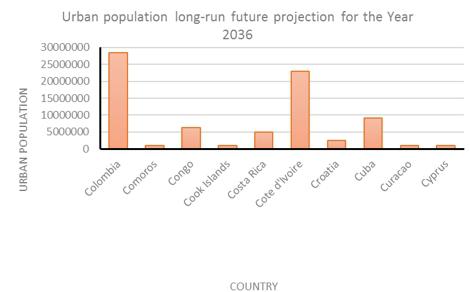 Urban population long-run future projection for the Year
2036
30000000
25000000
20000000
15000000
10000000
5000000
0
URBAN POPULATION
Colombia
Comoros
Congo
Cook Islands
Costa Rica
Cote d'Ivoire
Croatia
Cuba
Curacao
Cyprus
COUNTRY